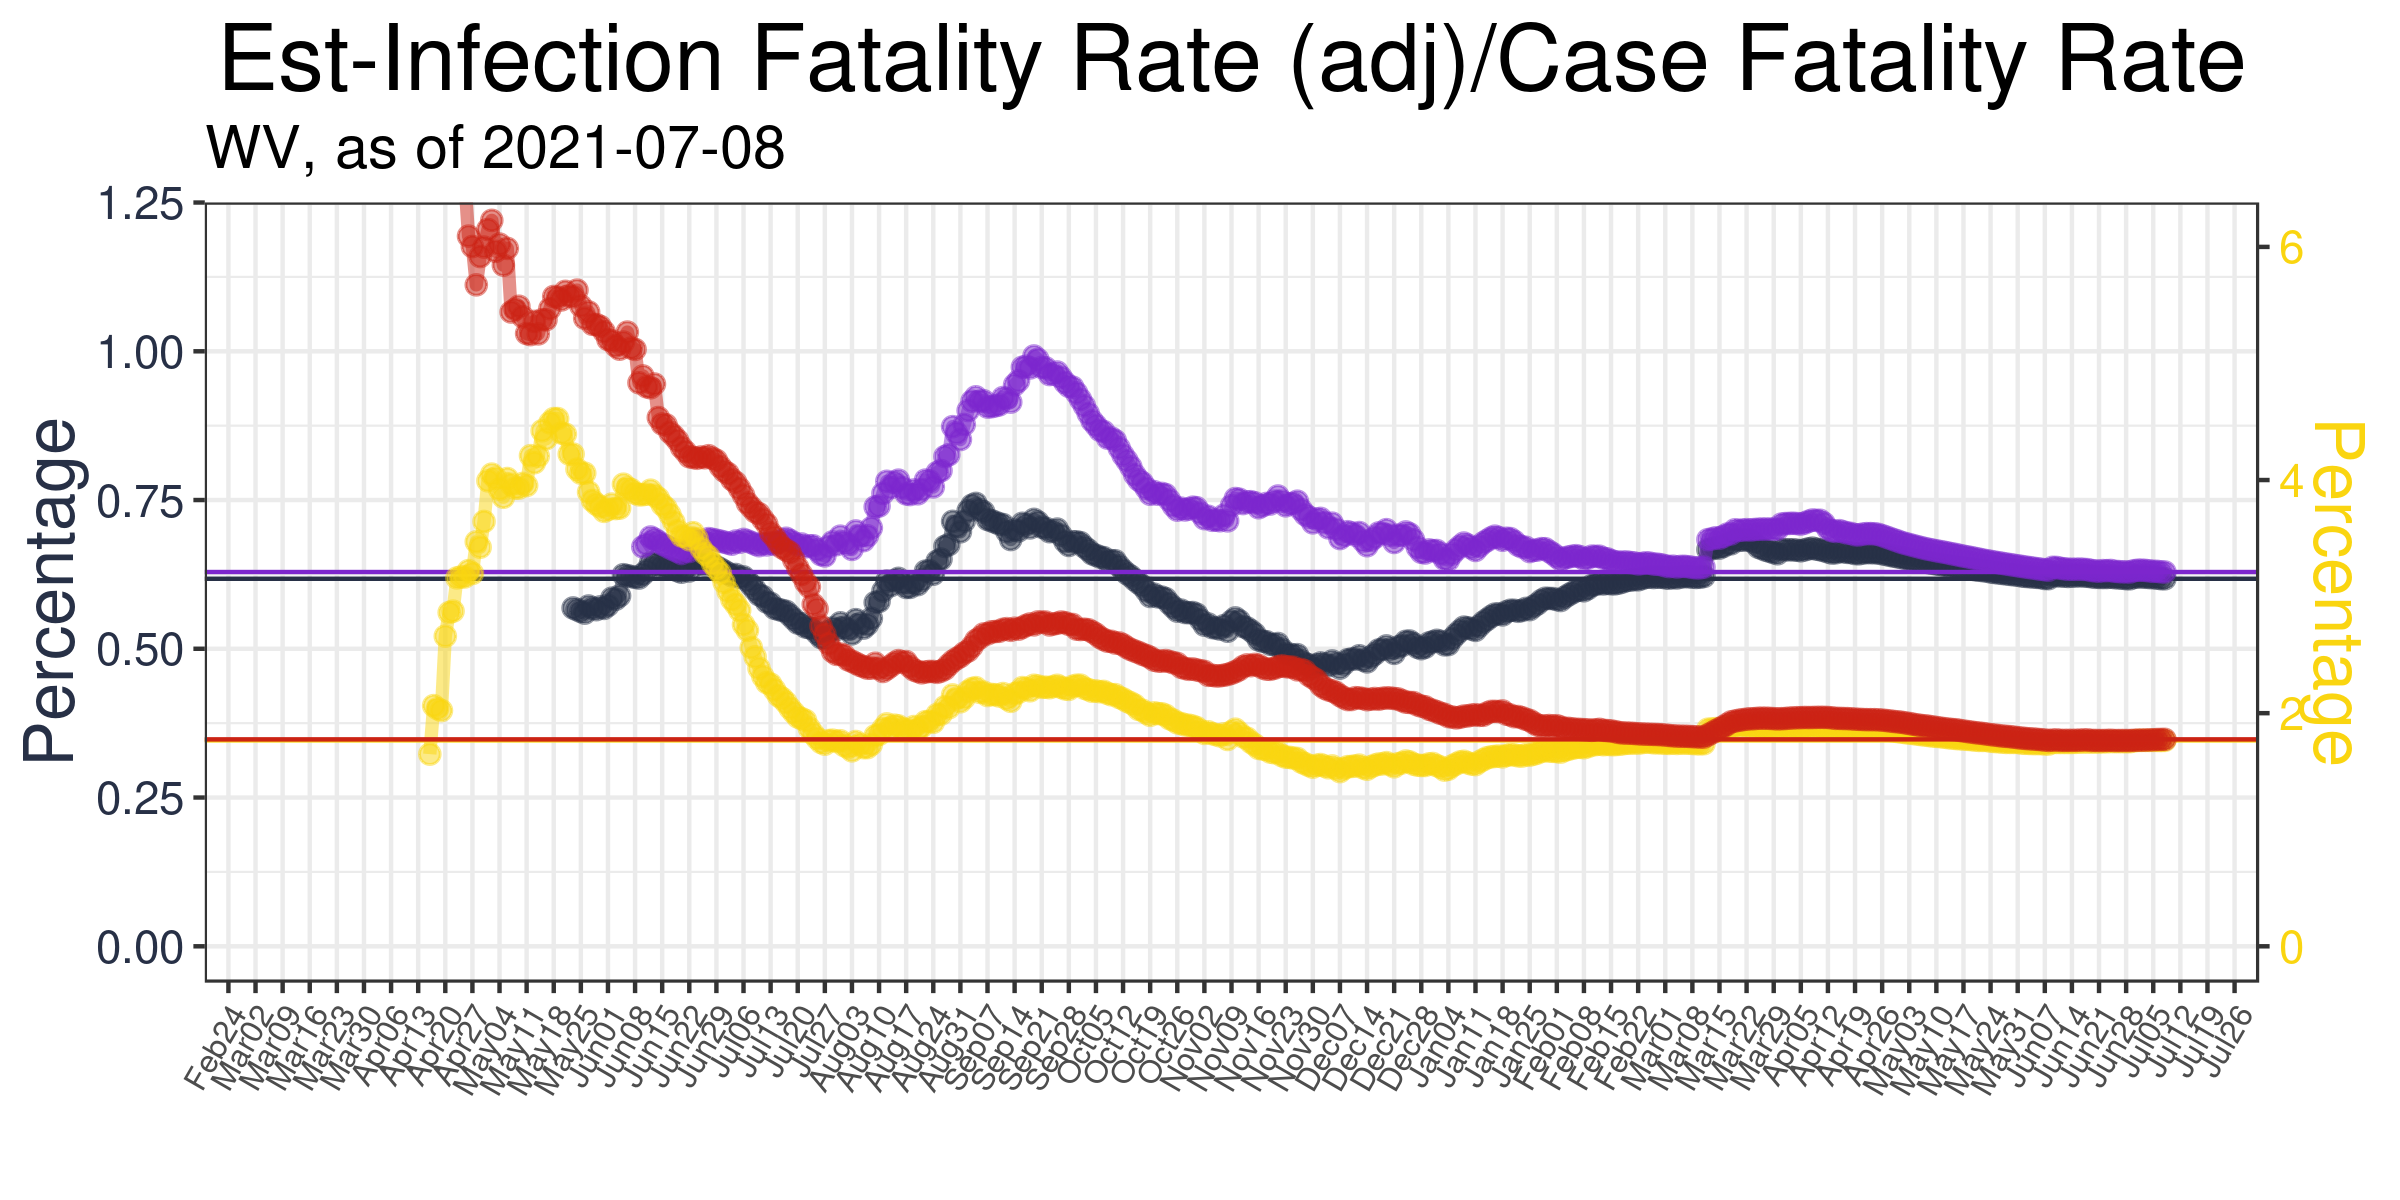 Est-Infection Fatality Rate (adj)/Case Fatality Rate
WV, as of 2021-07-08
Percentage
1.25
1.00
0.75
0.50
0.25
0.00
6
4
2
0
Percentage
Feb24
Mar02
Mar09
Mar16
Mar23
Mar30
Apr06
Apr13
Apr20
Apr27
May04
May11
May18
May25
Jun01
Jun08
Jun15
Jun22
Jun29
Jul06
Jul13
Jul20
Jul27
Aug03
Aug10
Aug17
Aug24
Aug31
Sep07
Sep14
Sep21
Sep28
Oct05
Oct12
Oct19
Oct26
Nov02
Nov09
Nov16
Nov23
Nov30
Dec07
Dec14
Dec21
Dec28
Jan04
Jan11
Jan18
Jan25
Feb01
Feb08
Feb15
Feb22
Mar01
Mar08
Mar15
Mar22
Mar29
Apr05
Apr12
Apr19
Apr26
May03
May10
May17
May24
May31
Jun07
Jun14
Jun21
Jun28
Jul05
Jul12
Jul19
Jul26